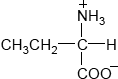 +
NH₃
CH₃CH₂ H
COO⁻